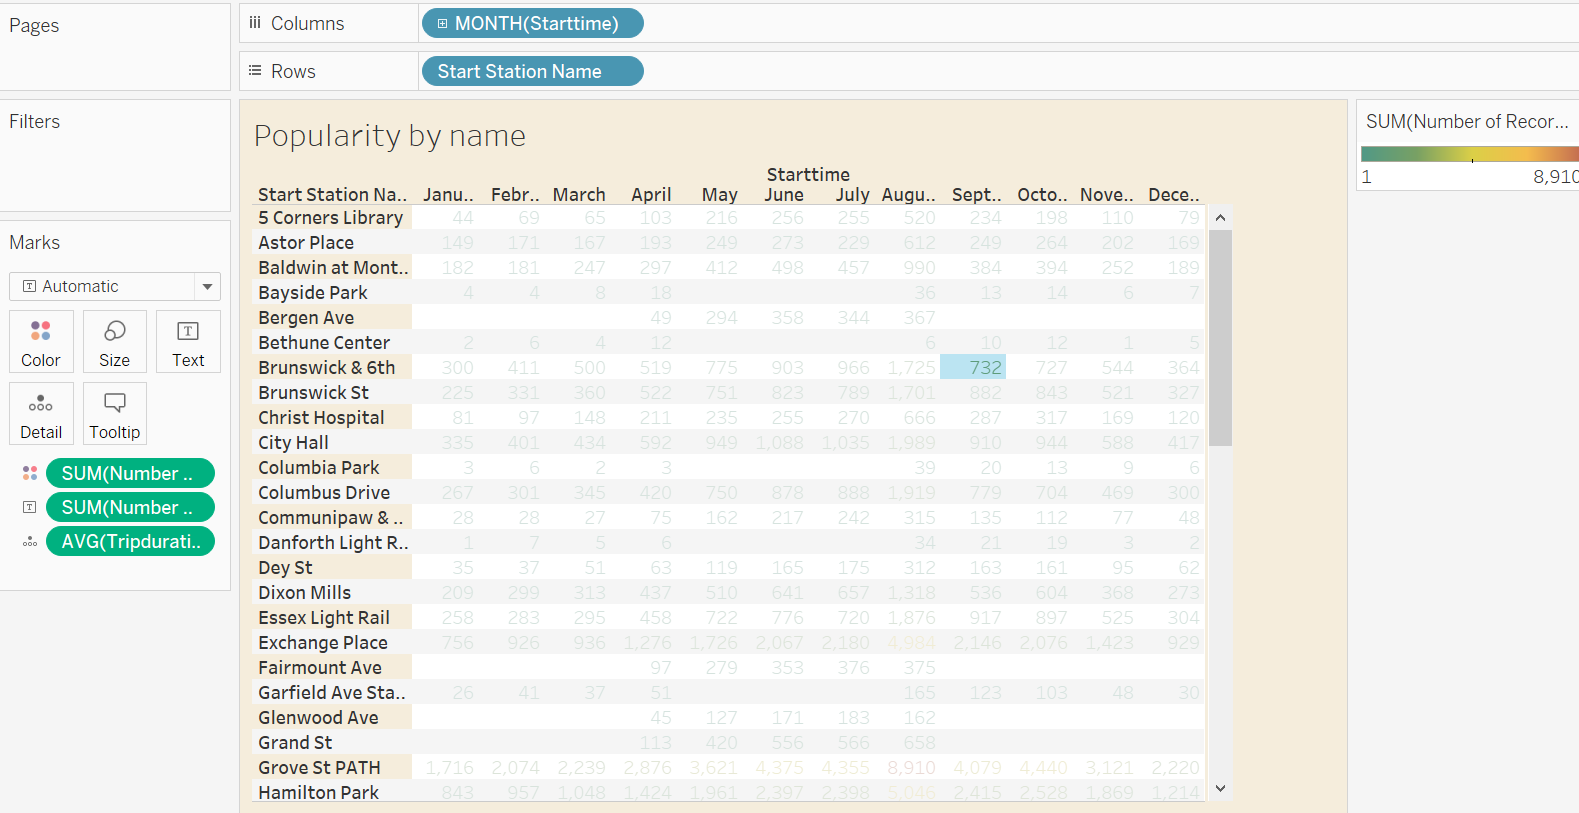 Pages
Columns
MONTH(Starttime)
Rows
Start Station Name
Filters
Marks
Automatic
Color Size Text
Detail Tooltip
SUM(Number ..
SUM(Number ..
AVG(Tripdurati..
Popularity by name
Starttime
Start Station Na.. Janu.. Febr.. March April May June July Augu.. Sept.. Octo.. Nove.. Dece..
5 Corners Library 44 69 65 103 216 256 255 520 234 198 110 79
Astor Place 149 171 167 193 249 273 229 612 249 264 202 169
Baldwin at Mont.. 182 181 247 297 412 498 457 990 384 394 252 189
Bayside Park 4 4 8 18 36 13 14 6 7
Bergen Ave 49 294 358 344 367
Bethune Center 2 6 4 12 6 10 12 1 5
Brunswick & 6th 300 411 500 519 775 903 966 1,725 732 727 544 364
Brunswick St 225 331 360 522 751 823 789 1,701 882 843 521 327
Christ Hospital 81 97 148 211 235 255 270 666 287 317 169 120
City Hall 335 401 434 592 949 1,088 1,035 1,989 910 944 588 417
Columbia Park 3 6 2 3 39 20 13 9 6
Columbus Drive 267 301 345 420 750 878 888 1,919 779 704 469 300
Communipaw & .. 28 28 27 75 162 217 242 315 135 112 77 48
Danforth Light R.. 1 7 5 6 34 21 19 3 2
Dey St 35 37 51 63 119 165 175 312 163 161 95 62
Dixon Mills 209 299 313 437 510 641 657 1,318 536 604 368 273
Essex Light Rail 258 283 295 458 722 776 720 1,876 917 897 525 304
Exchange Place 756 926 936 1,276 1,726 2,067 2,180 4,984 2,146 2,076 1,423 929
Fairmount Ave 97 279 353 376 375
Garfield Ave Sta.. 26 41 37 51 165 123 103 48 30
Glenwood Ave 45 127 171 183 162
Grand St 113 420 556 566 658
Grove St PATH 1,716 2,074 2,239 2,876 3,621 4,375 4,355 8,910 4,079 4,440 3,121 2,220
Hamilton Park 843 957 1,048 1,424 1,961 2,397 2,398 5,046 2,415 2,528 1,869 1,214
SUM(Number of Recor...
1 8,910